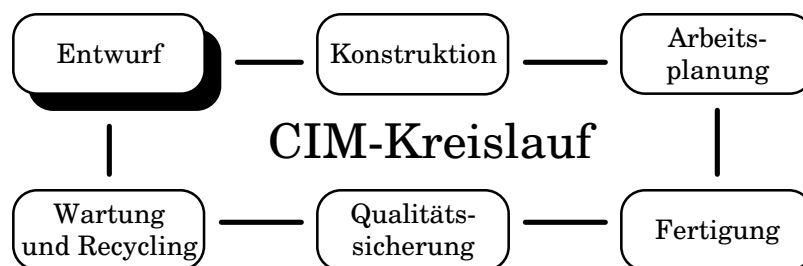 Entwurf
Konstruktion
Arbeits-
planung
CIM-Kreislauf
Wartung
und Recycling
Qualitäts-
sicherung
Fertigung